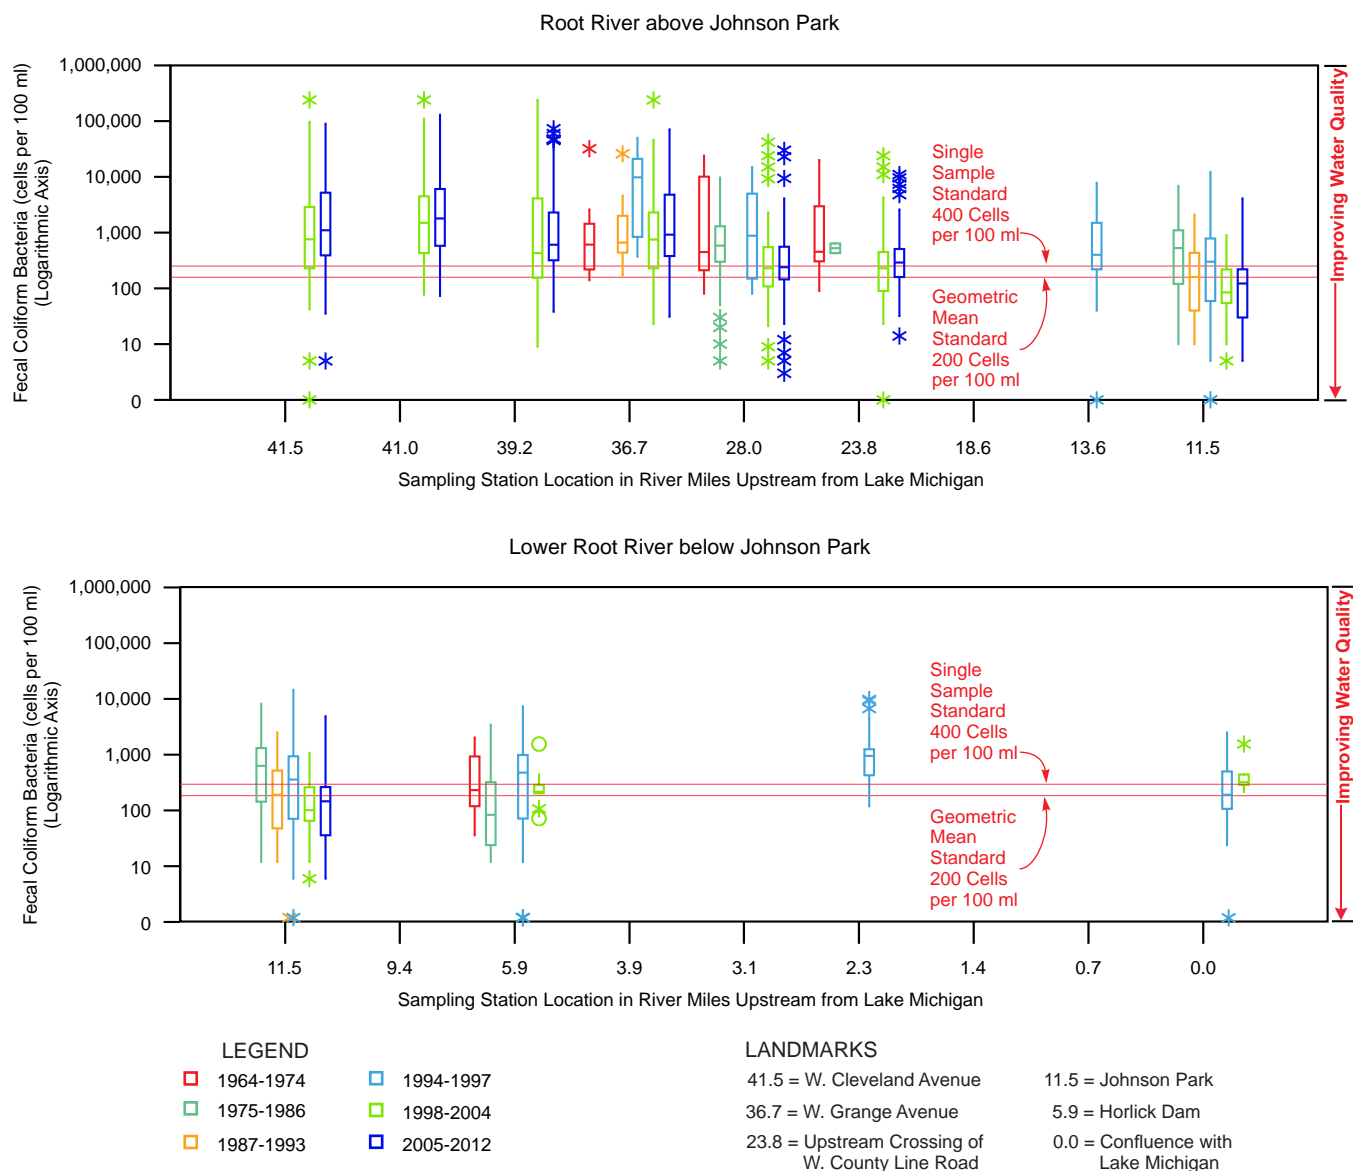 Root River above Johnson Park
Fecal Coliform Bacteria (cells per 100 ml)
(Logarithmic Axis)
1,000,000
100,000
10,000
1,000
100
10
0
Single
Sample
Standard
400 Cells
per 100 ml
Geometric
Mean
Standard
200 Cells
per 100 ml
Improving Water Quality
41.5 41.0 39.2 36.7 28.0 23.8 18.6 13.6 11.5
Sampling Station Location in River Miles Upstream from Lake Michigan
Lower Root River below Johnson Park
Fecal Coliform Bacteria (cells per 100 ml)
(Logarithmic Axis)
1,000,000
100,000
10,000
1,000
100
10
0
Single
Sample
Standard
400 Cells
per 100 ml
Geometric
Mean
Standard
200 Cells
per 100 ml
Improving Water Quality
11.5 9.4 5.9 3.9 3.1 2.3 1.4 0.7 0.0
Sampling Station Location in River Miles Upstream from Lake Michigan
LEGEND
1964-1974
1975-1986
1987-1993
1994-1997
1998-2004
2005-2012
LANDMARKS
41.5 = W. Cleveland Avenue
36.7 = W. Grange Avenue
23.8 = Upstream Crossing of
W. County Line Road
11.5 = Johnson Park
5.9 = Horlick Dam
0.0 = Confluence with
Lake Michigan